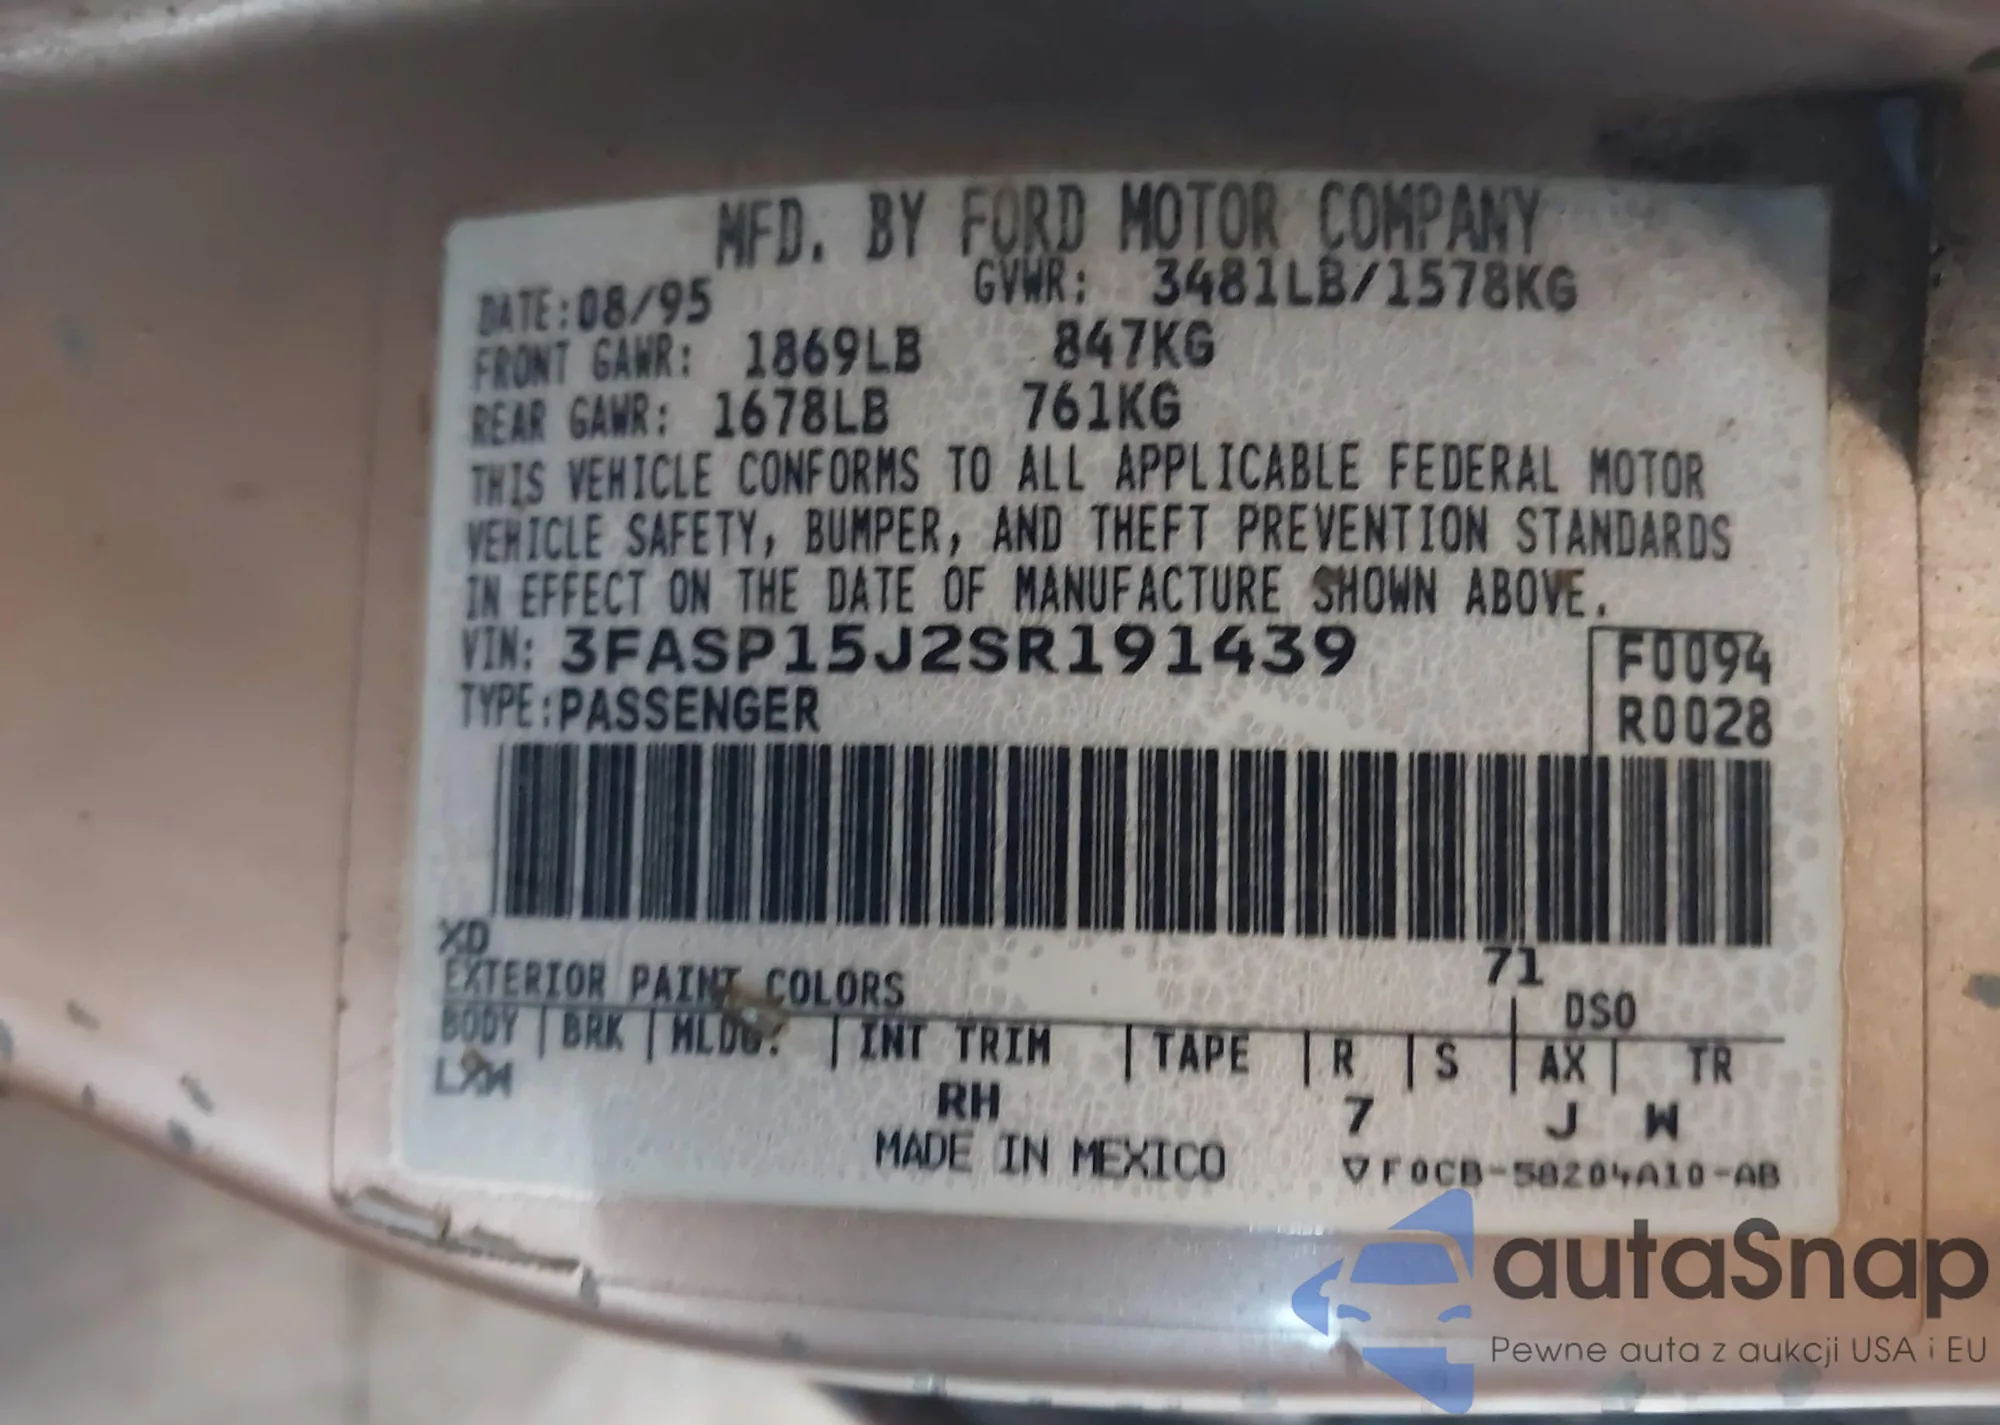 MFD. BY FORD MOTOR COMPANY
DATE:08/95 GVWR: 3481LB/1578KG
FRONT GAWR: 1869LB 847KG
REAR GAWR: 1678LB 761KG
THIS VEHICLE CONFORMS TO ALL APPLICABLE FEDERAL MOTOR
VEHICLE SAFETY, BUMPER, AND THEFT PREVENTION STANDARDS
IN EFFECT ON THE DATE OF MANUFACTURE SHOWN ABOVE.
VIN: 3FASP15J2SR191439 F0094
TYPE:PASSENGER R0028
XD
71
EXTERIOR PAINT COLORS DSO
BODY | BRK | MLDG. | INT TRIM | TAPE | R | S | AX | TR
LXW RH 7 J W
MADE IN MEXICO ▽F0CB-58204A10-AB
autaSnap
Pewne auta z aukcji USA i EU